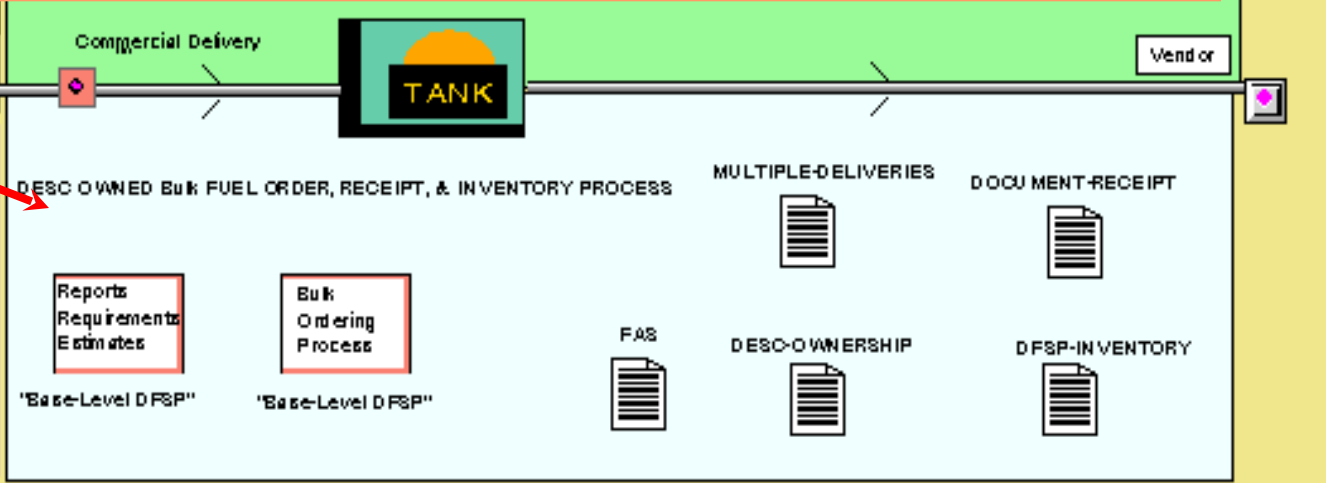 Commercial Delivery
Vendor
TANK
DESC OWNED Bulk FUEL ORDER, RECEIPT, & INVENTORY PROCESS
MULTIPLE-DELIVERIES
DOCUMENT-RECEIPT
Reports
Requirements
Estimates
Bulk
Ordering
Process
FAS
DESC-OWNERSHIP
DFSP-INVENTORY
"Base-Level DFSP"
"Base-Level DFSP"